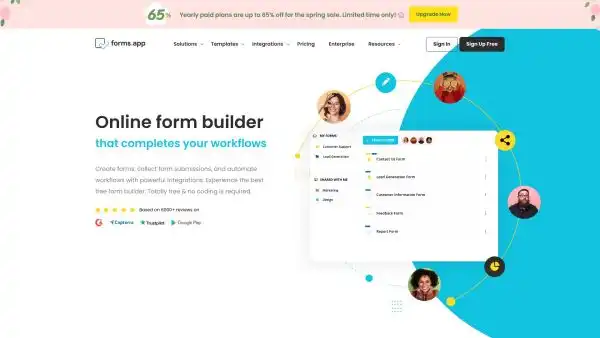 65% Yearly paid plans are up to 65% off for the spring sale. Limited time only! Upgrade Now
forms.app Solutions Templates Integrations Pricing Enterprise Resources Sign In Sign Up Free
Online form builder
that completes your workflows
Create forms, collect form submissions, and automate
workflows with powerful integrations. Experience the best
free form builder. Totally free & no coding is required.
Based on 6000+ reviews on
Capterra Trustpilot Google Play
MY FORMS
Customer Support
Lead Generation
SHARED WITH ME
Marketing
Design
Contact Us Form
Lead Generation Form
Customer Information Form
Feedback Form
Report Form